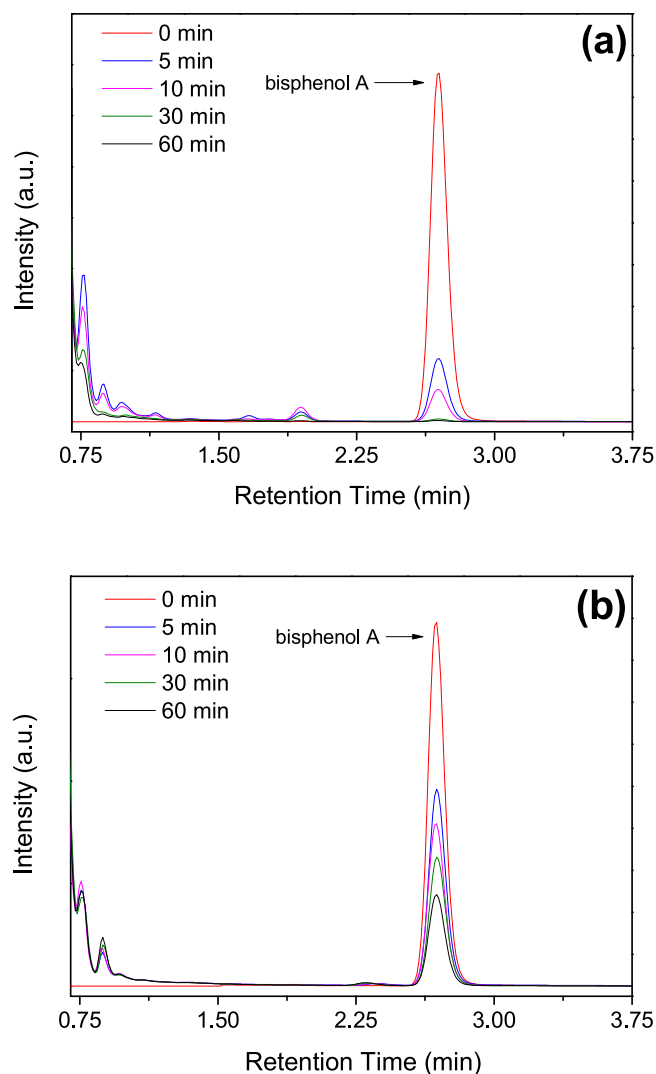 0 min
5 min
10 min
30 min
60 min
(a)
bisphenol A
Intensity (a.u.)
0.75 1.50 2.25 3.00 3.75
Retention Time (min)
0 min
5 min
10 min
30 min
60 min
(b)
bisphenol A
Intensity (a.u.)
0.75 1.50 2.25 3.00 3.75
Retention Time (min)